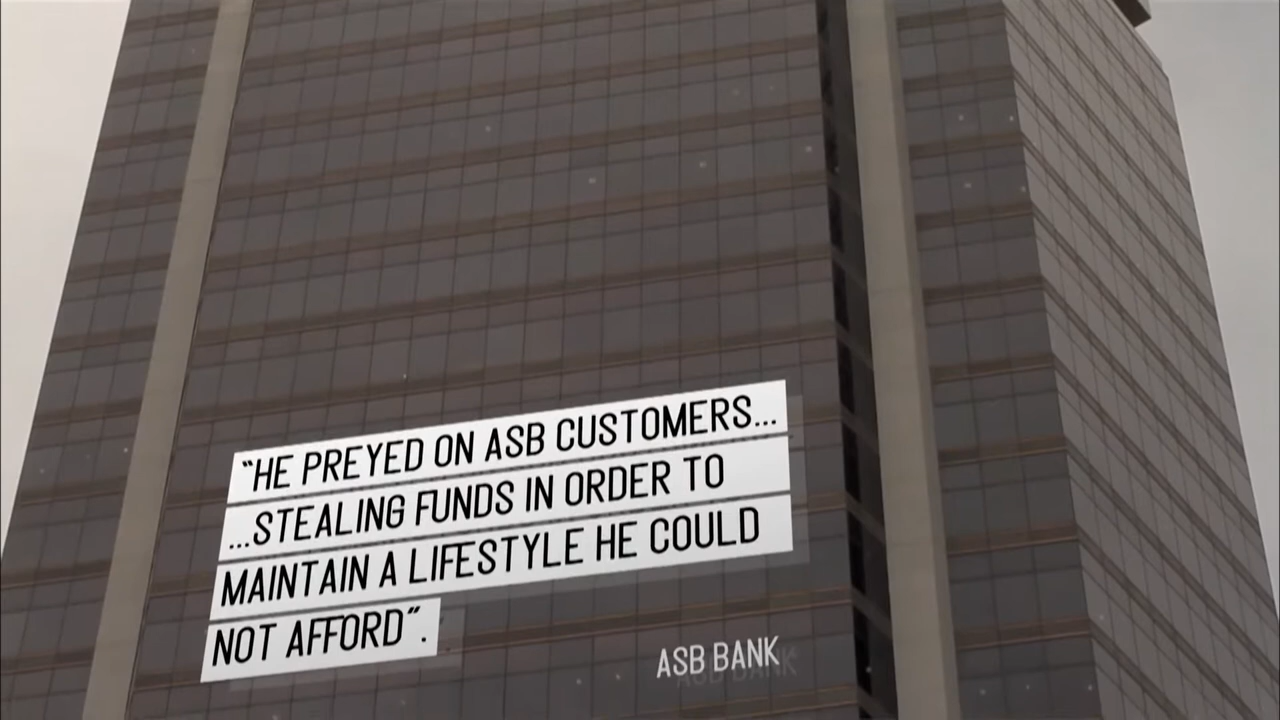 “HE PREYED ON ASB CUSTOMERS...
...STEALING FUNDS IN ORDER TO
MAINTAIN A LIFESTYLE HE COULD
NOT AFFORD”.
ASB BANK